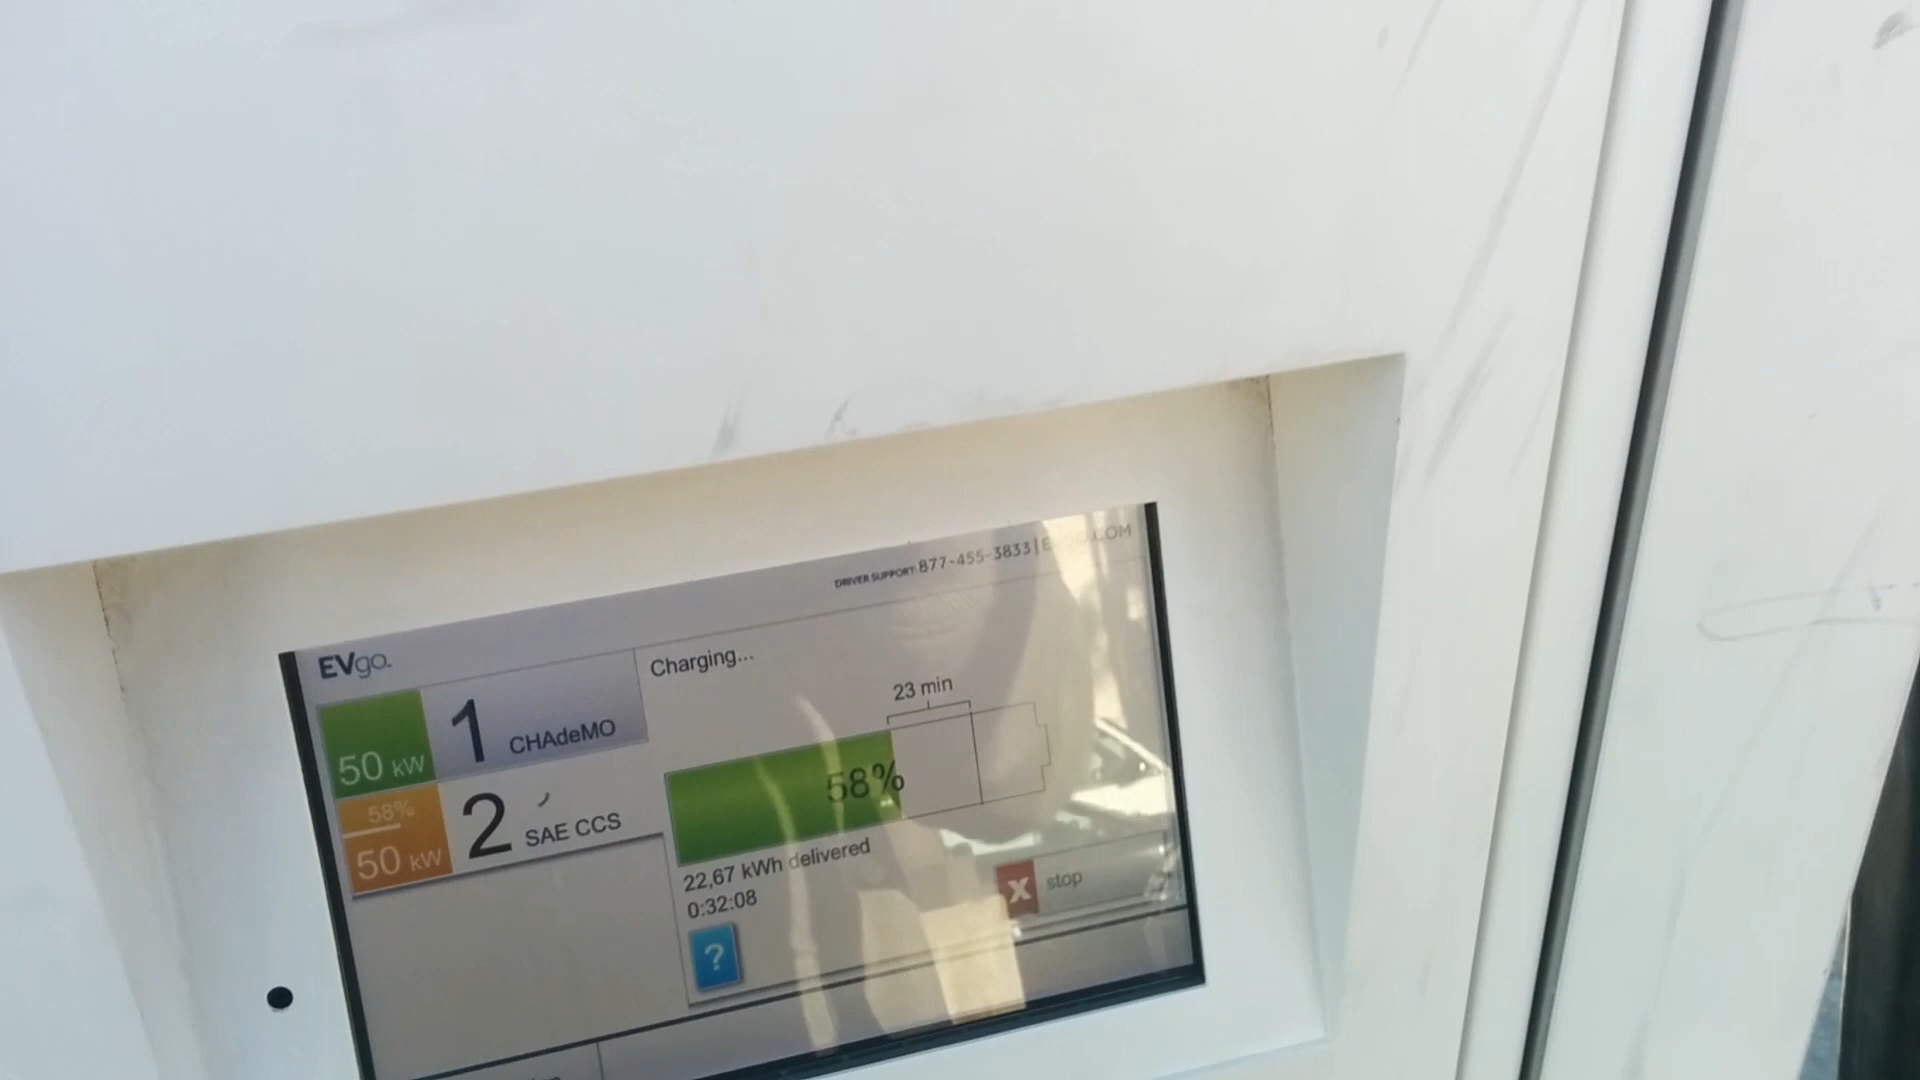 DRIVER SUPPORT: 877-455-3833 |
EVgo.
Charging...
50 kW
1 CHAdeMO
23 min
58%
58%
50 kW
2 SAE CCS
22,67 kWh delivered
0:32:08
X stop
?